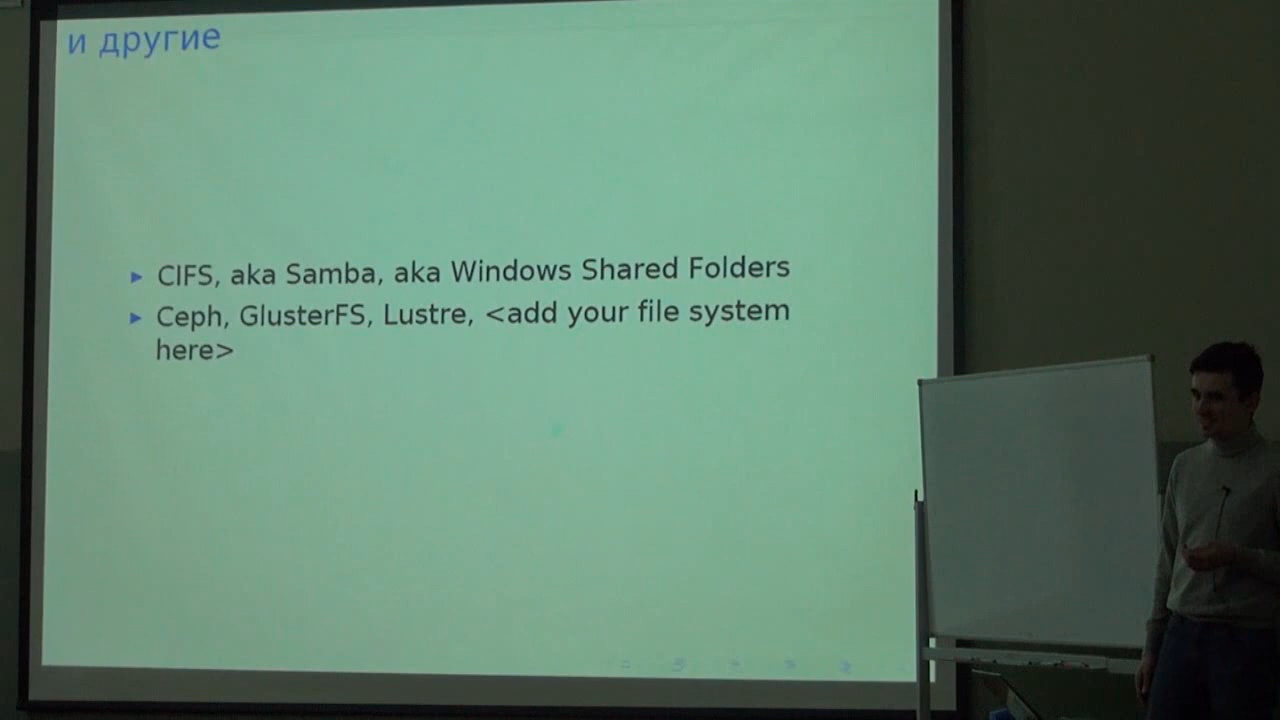 и другие
CIFS, aka Samba, aka Windows Shared Folders
Ceph, GlusterFS, Lustre, <add your file system
here>